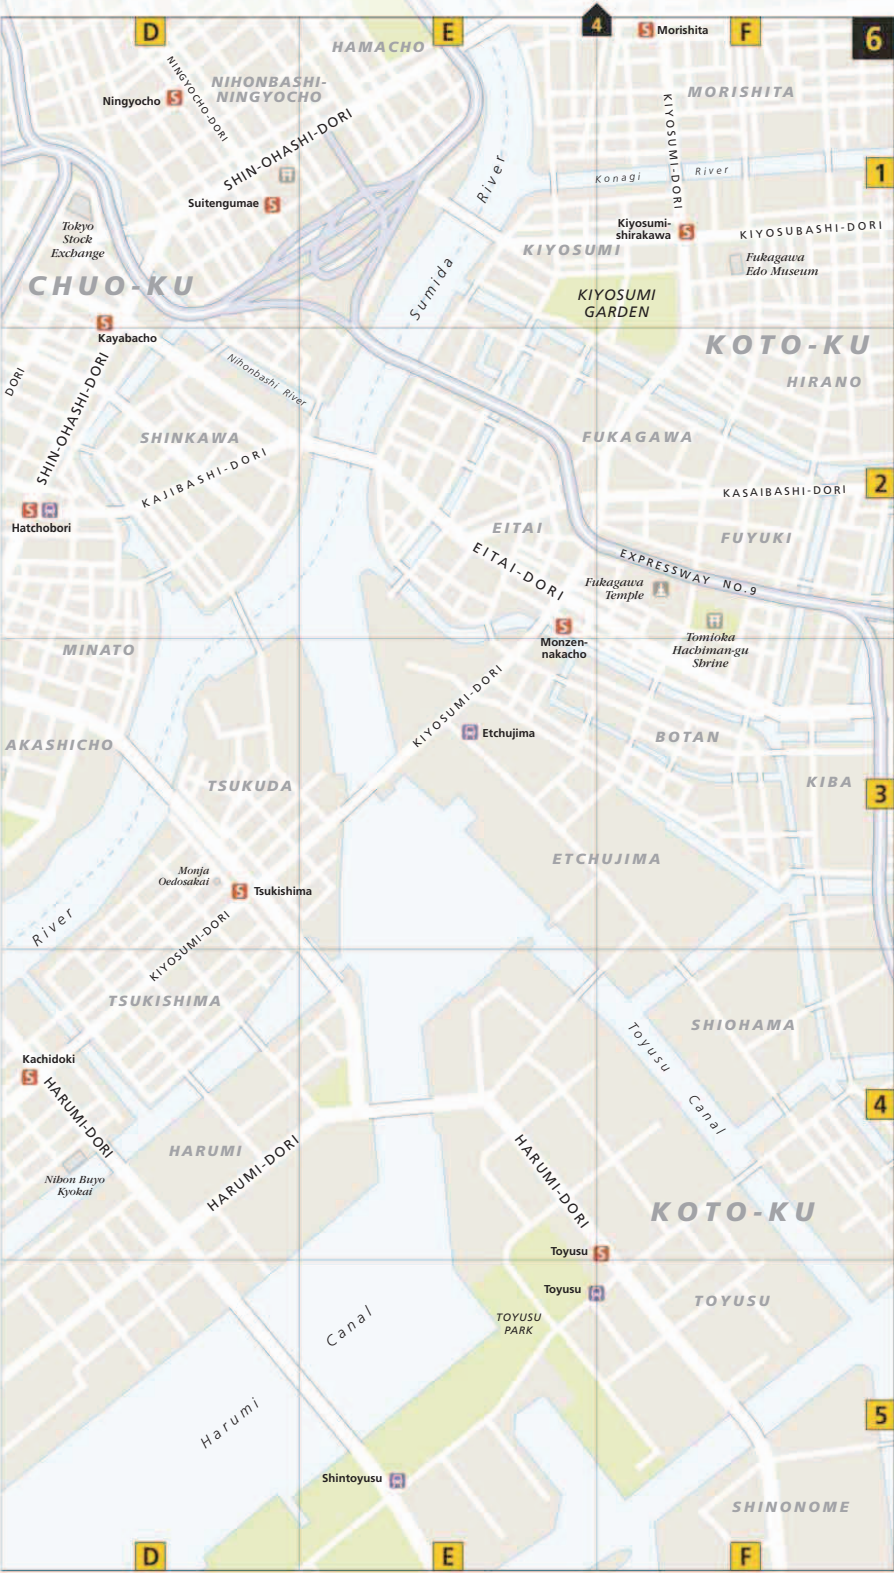 D
E
4
F
6
S Morishita
HAMACHO
NINGYOCHO-DORI
NIHONBASHI-
NINGYOCHO
Ningyocho S
MORISHITA
KIYOSUMI-DORI
SHIN-OHASHI-DORI
River
Konagi River
1
Suitengumae S
Tokyo
Stock
Exchange
Kiyosumi-
shirakawa S
KIYOSUBASHI-DORI
KIYOSUMI
Fukagawa
Edo Museum
CHUO-KU
Sumida
KIYOSUMI
GARDEN
S
Kayabacho
KOTO-KU
HIRANO
DORI
SHIN-OHASHI-DORI
Nihonbashi River
SHINKAWA
KAJIBASHI-DORI
FUKAGAWA
2
KASAIBASHI-DORI
S
Hatchobori
EITAI
EITAI-DORI
FUYUKI
EXPRESSWAY NO.9
Fukagawa
Temple
S
Monzen-
nakacho
Tomioka
Hachiman-gu
Shrine
MINATO
KIYOSUMI-DORI
Etchujima
BOTAN
AKASHICHO
TSUKUDA
KIBA
3
ETCHUJIMA
Monja
Oedosakai
S Tsukishima
River
KIYOSUMI-DORI
TSUKISHIMA
Toyusu Canal
SHIOHAMA
Kachidoki
S
HARUMI-DORI
4
HARUMI
HARUMI-DORI
HARUMI-DORI
Nihon Buyo
Kyokai
KOTO-KU
Toyusu S
Toyusu
TOYUSU
TOYUSU
PARK
Harumi Canal
5
Shintoyusu
SHINONOME
D
E
F